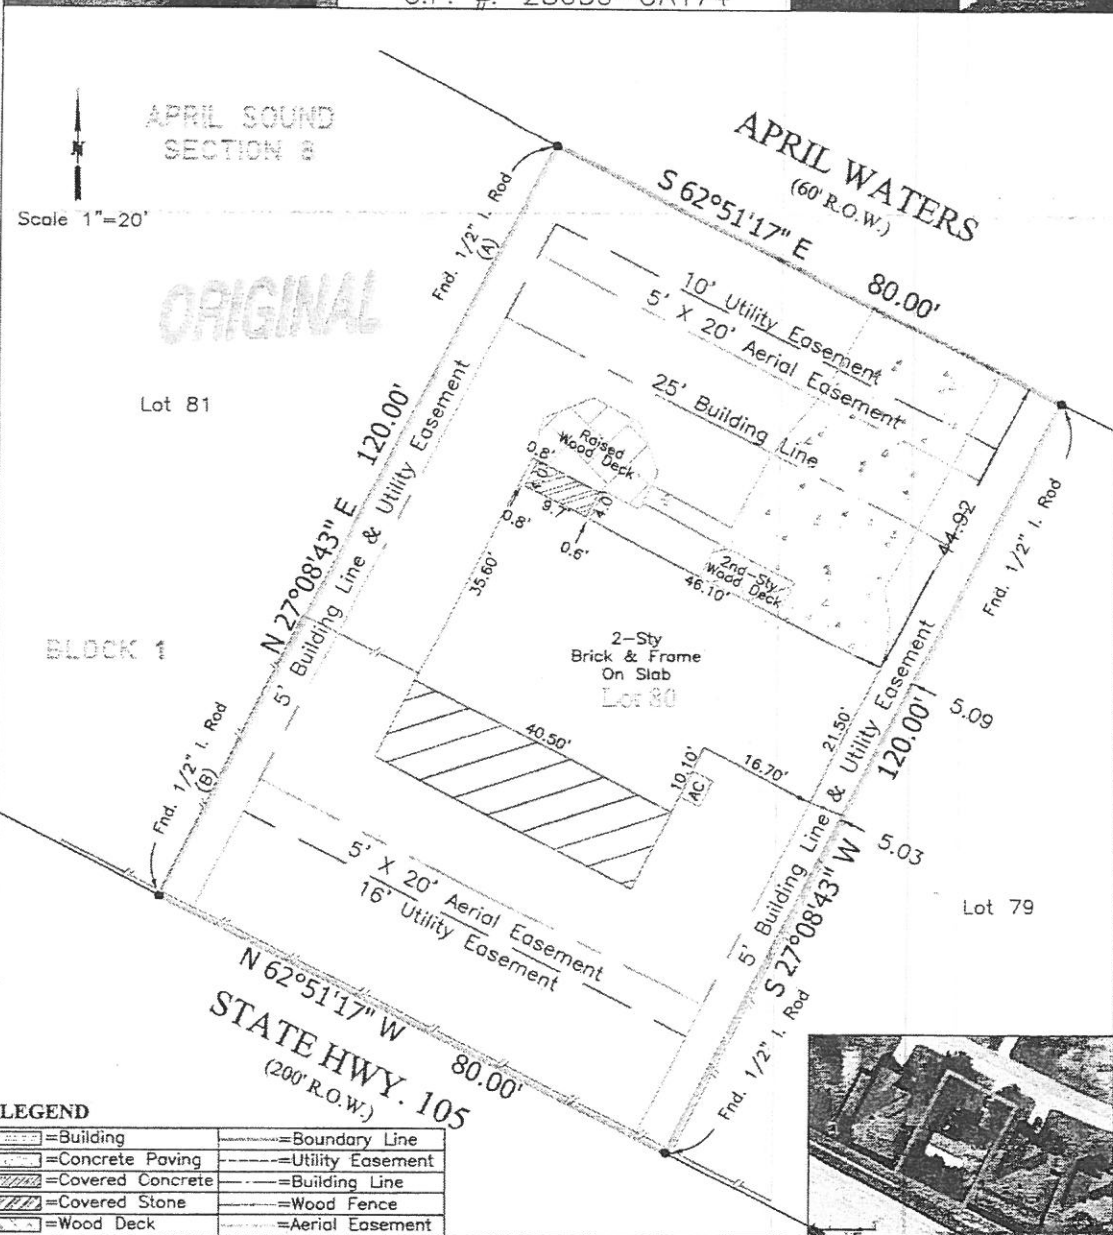 APRIL SOUND
SECTION 8
N
Scale 1"=20'
ORIGINAL
APRIL WATERS
(60' R.O.W.)
S 62°51'17" E 80.00'
Fnd. 1/2" I. Rod
(A)
10' Utility Easement
5' X 20' Aerial Easement
25' Building Line
Lot 81
N 27°08'43" E 120.00'
5' Building Line & Utility Easement
Raised
Wood Deck
0.8'
4.0'
9.7'
4.0'
0.8'
0.6'
35.60'
2nd-Sty
Wood Deck
46.10'
44.92
Fnd. 1/2" I. Rod
BLOCK 1
2-Sty
Brick & Frame
On Slab
Lot 80
40.50'
10.10'
AC
16.70'
21.50'
5.09
5.03
5' Building Line & Utility Easement
S 27°08'43" W 120.00'
Lot 79
Fnd. 1/2" I. Rod
(B)
5' X 20' Aerial Easement
16' Utility Easement
N 62°51'17" W 80.00'
STATE HWY. 105
(200' R.O.W.)
Fnd. 1/2" I. Rod
LEGEND
=Building =Boundary Line
=Concrete Paving =Utility Easement
=Covered Concrete =Building Line
=Covered Stone =Wood Fence
=Wood Deck =Aerial Easement